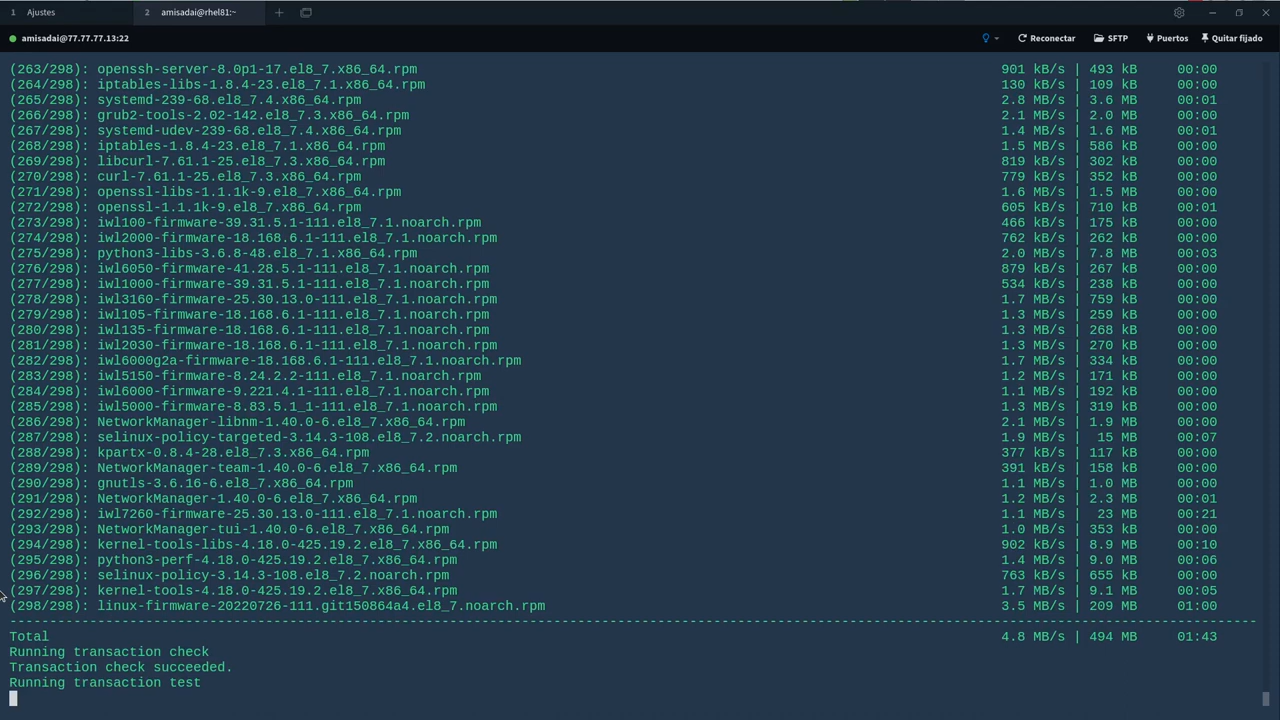 1 Ajustes 2 amisadai@rhel81:~
amisadai@77.77.77.13:22 Reconectar SFTP Puertos Quitar fijado
(263/298): openssh-server-8.0p1-17.el8_7.x86_64.rpm 901 kB/s | 493 kB 00:00
(264/298): iptables-libs-1.8.4-23.el8_7.1.x86_64.rpm 130 kB/s | 109 kB 00:00
(265/298): systemd-239-68.el8_7.4.x86_64.rpm 2.8 MB/s | 3.6 MB 00:01
(266/298): grub2-tools-2.02-142.el8_7.3.x86_64.rpm 2.1 MB/s | 2.0 MB 00:00
(267/298): systemd-udev-239-68.el8_7.4.x86_64.rpm 1.4 MB/s | 1.6 MB 00:01
(268/298): iptables-1.8.4-23.el8_7.1.x86_64.rpm 1.5 MB/s | 586 kB 00:00
(269/298): libcurl-7.61.1-25.el8_7.3.x86_64.rpm 819 kB/s | 302 kB 00:00
(270/298): curl-7.61.1-25.el8_7.3.x86_64.rpm 779 kB/s | 352 kB 00:00
(271/298): openssl-libs-1.1.1k-9.el8_7.x86_64.rpm 1.6 MB/s | 1.5 MB 00:00
(272/298): openssl-1.1.1k-9.el8_7.x86_64.rpm 605 kB/s | 710 kB 00:01
(273/298): iwl100-firmware-39.31.5.1-111.el8_7.1.noarch.rpm 466 kB/s | 175 kB 00:00
(274/298): iwl2000-firmware-18.168.6.1-111.el8_7.1.noarch.rpm 762 kB/s | 262 kB 00:00
(275/298): python3-libs-3.6.8-48.el8_7.1.x86_64.rpm 2.0 MB/s | 7.8 MB 00:03
(276/298): iwl6050-firmware-41.28.5.1-111.el8_7.1.noarch.rpm 879 kB/s | 267 kB 00:00
(277/298): iwl1000-firmware-39.31.5.1-111.el8_7.1.noarch.rpm 534 kB/s | 238 kB 00:00
(278/298): iwl3160-firmware-25.30.13.0-111.el8_7.1.noarch.rpm 1.7 MB/s | 759 kB 00:00
(279/298): iwl105-firmware-18.168.6.1-111.el8_7.1.noarch.rpm 1.3 MB/s | 259 kB 00:00
(280/298): iwl135-firmware-18.168.6.1-111.el8_7.1.noarch.rpm 1.3 MB/s | 268 kB 00:00
(281/298): iwl2030-firmware-18.168.6.1-111.el8_7.1.noarch.rpm 1.3 MB/s | 270 kB 00:00
(282/298): iwl6000g2a-firmware-18.168.6.1-111.el8_7.1.noarch.rpm 1.7 MB/s | 334 kB 00:00
(283/298): iwl5150-firmware-8.24.2.2-111.el8_7.1.noarch.rpm 1.2 MB/s | 171 kB 00:00
(284/298): iwl6000-firmware-9.221.4.1-111.el8_7.1.noarch.rpm 1.1 MB/s | 192 kB 00:00
(285/298): iwl5000-firmware-8.83.5.1_1-111.el8_7.1.noarch.rpm 1.3 MB/s | 319 kB 00:00
(286/298): NetworkManager-libnm-1.40.0-6.el8_7.x86_64.rpm 2.1 MB/s | 1.9 MB 00:00
(287/298): selinux-policy-targeted-3.14.3-108.el8_7.2.noarch.rpm 1.9 MB/s | 15 MB 00:07
(288/298): kpartx-0.8.4-28.el8_7.3.x86_64.rpm 377 kB/s | 117 kB 00:00
(289/298): NetworkManager-team-1.40.0-6.el8_7.x86_64.rpm 391 kB/s | 158 kB 00:00
(290/298): gnutls-3.6.16-6.el8_7.x86_64.rpm 1.1 MB/s | 1.0 MB 00:00
(291/298): NetworkManager-1.40.0-6.el8_7.x86_64.rpm 1.2 MB/s | 2.3 MB 00:01
(292/298): iwl7260-firmware-25.30.13.0-111.el8_7.1.noarch.rpm 1.1 MB/s | 23 MB 00:21
(293/298): NetworkManager-tui-1.40.0-6.el8_7.x86_64.rpm 1.0 MB/s | 353 kB 00:00
(294/298): kernel-tools-libs-4.18.0-425.19.2.el8_7.x86_64.rpm 902 kB/s | 8.9 MB 00:10
(295/298): python3-perf-4.18.0-425.19.2.el8_7.x86_64.rpm 1.4 MB/s | 9.0 MB 00:06
(296/298): selinux-policy-3.14.3-108.el8_7.2.noarch.rpm 763 kB/s | 655 kB 00:00
(297/298): kernel-tools-4.18.0-425.19.2.el8_7.x86_64.rpm 1.7 MB/s | 9.1 MB 00:05
(298/298): linux-firmware-20220726-111.git150864a4.el8_7.noarch.rpm 3.5 MB/s | 209 MB 01:00
Total 4.8 MB/s | 494 MB 01:43
Running transaction check
Transaction check succeeded.
Running transaction test